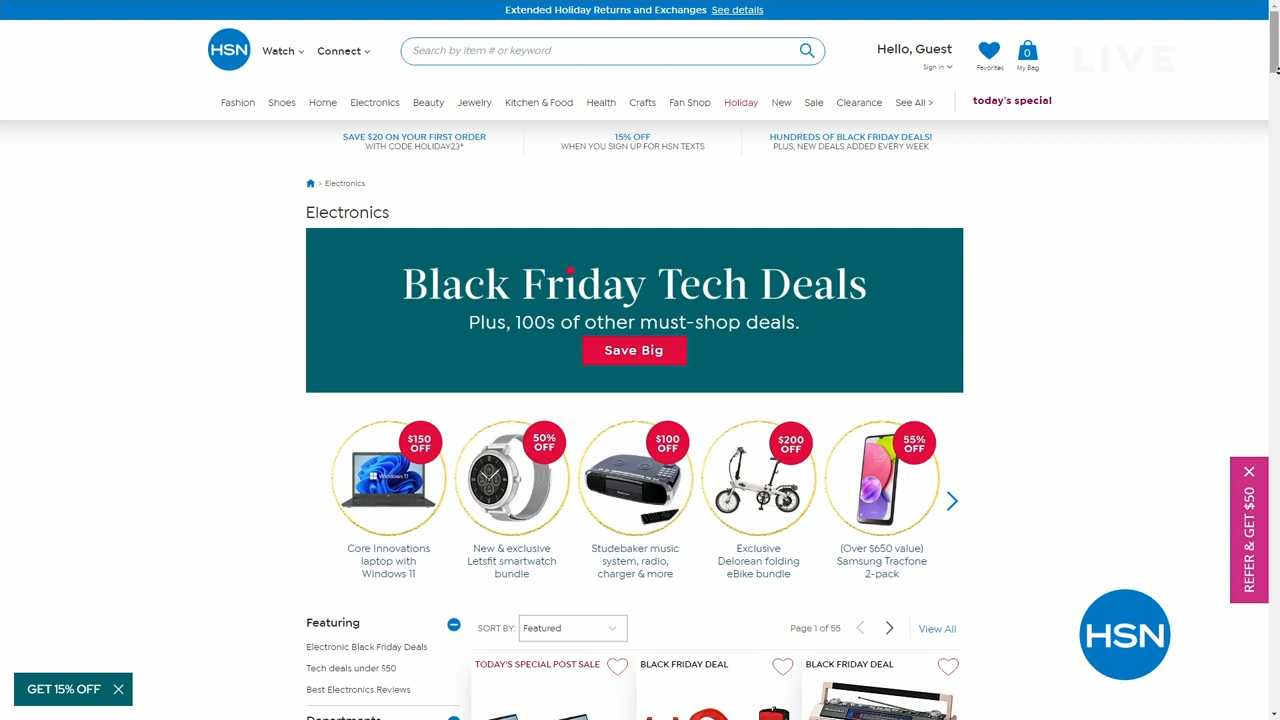 Extended Holiday Returns and Exchanges See details
HSN
Watch
Connect
Search by item # or keyword
Hello, Guest
Sign In
Favorites
0
My Bag
LIVE
Fashion Shoes Home Electronics Beauty Jewelry Kitchen & Food Health Crafts Fan Shop Holiday New Sale Clearance See All > today's special
SAVE $20 ON YOUR FIRST ORDER
WITH CODE HOLIDAY23*
15% OFF
WHEN YOU SIGN UP FOR HSN TEXTS
HUNDREDS OF BLACK FRIDAY DEALS!
PLUS, NEW DEALS ADDED EVERY WEEK
> Electronics
Electronics
Black Friday Tech Deals
Plus, 100s of other must-shop deals.
Save Big
$150
OFF
Windows 11
Core Innovations
laptop with
Windows 11
50%
OFF
New & exclusive
Letsfit smartwatch
bundle
$100
OFF
Studebaker music
system, radio,
charger & more
$200
OFF
Exclusive
Delorean folding
eBike bundle
55%
OFF
(Over $650 value)
Samsung Tracfone
2-pack
REFER & GET $50
HSN
Featuring
Electronic Black Friday Deals
Tech deals under $50
Best Electronics Reviews
Departments
SORT BY: Featured
Page 1 of 55
View All
TODAY'S SPECIAL POST SALE
BLACK FRIDAY DEAL
BLACK FRIDAY DEAL
GET 15% OFF